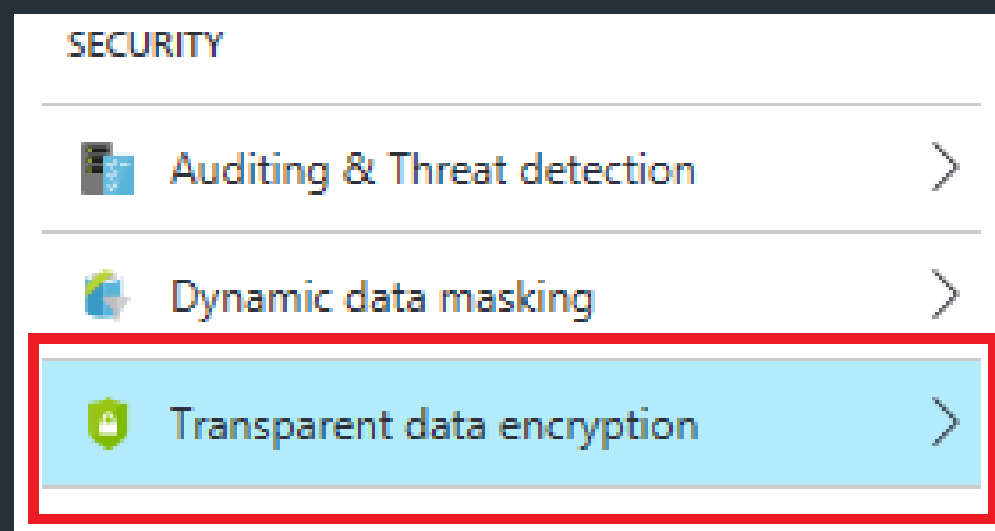 SECURITY
Auditing & Threat detection
Dynamic data masking
Transparent data encryption